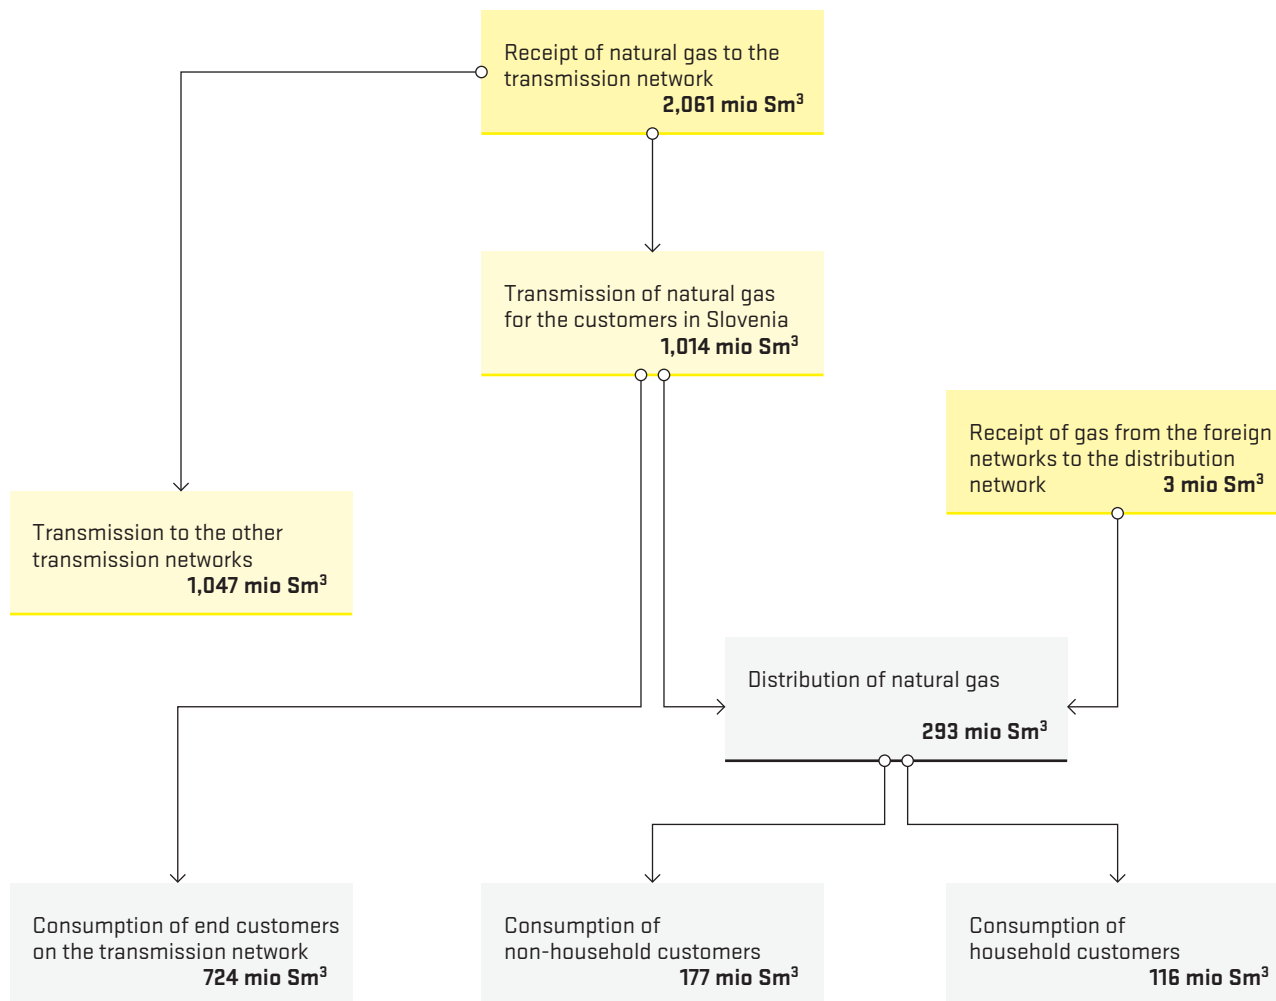 Receipt of natural gas to the
transmission network
2,061 mio Sm³
Transmission of natural gas
for the customers in Slovenia
1,014 mio Sm³
Receipt of gas from the foreign
networks to the distribution
network 3 mio Sm³
Transmission to the other
transmission networks
1,047 mio Sm³
Distribution of natural gas
293 mio Sm³
Consumption of end customers
on the transmission network
724 mio Sm³
Consumption of
non-household customers
177 mio Sm³
Consumption of
household customers
116 mio Sm³